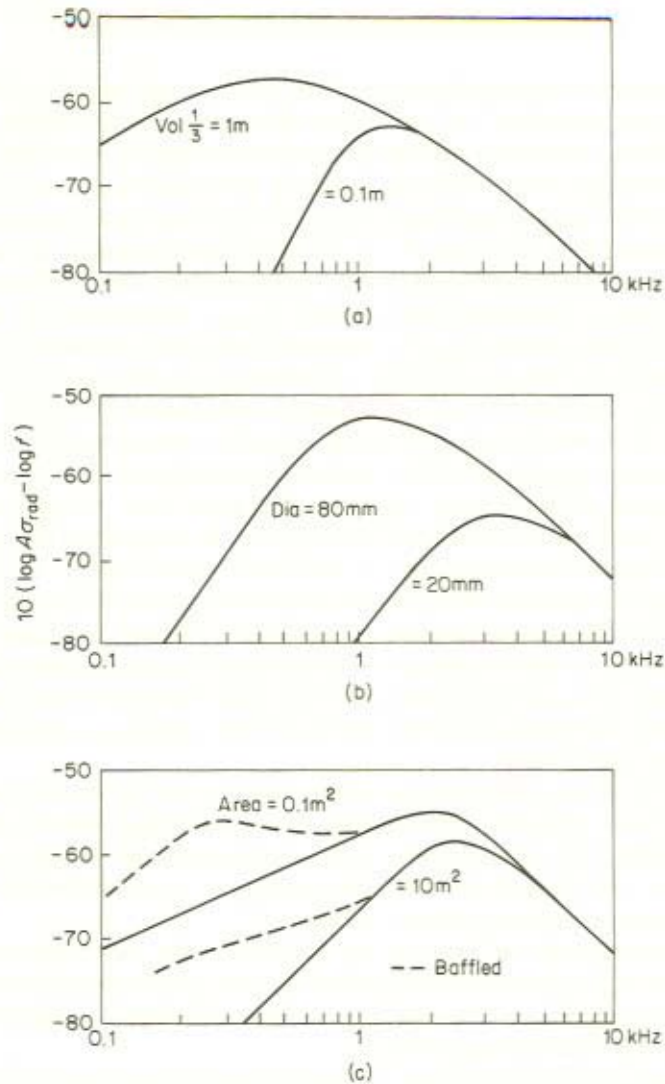 -50
-60
-70
-80
Vol 1/3 = 1m
= 0.1m
0.1
1
10 kHz
(a)
10 (log Aσrad - log f)
-50
-60
-70
-80
Dia = 80mm
= 20mm
0.1
1
10 kHz
(b)
-50
-60
-70
-80
Area = 0.1m²
= 10m²
--- Baffled
0.1
1
10 kHz
(c)